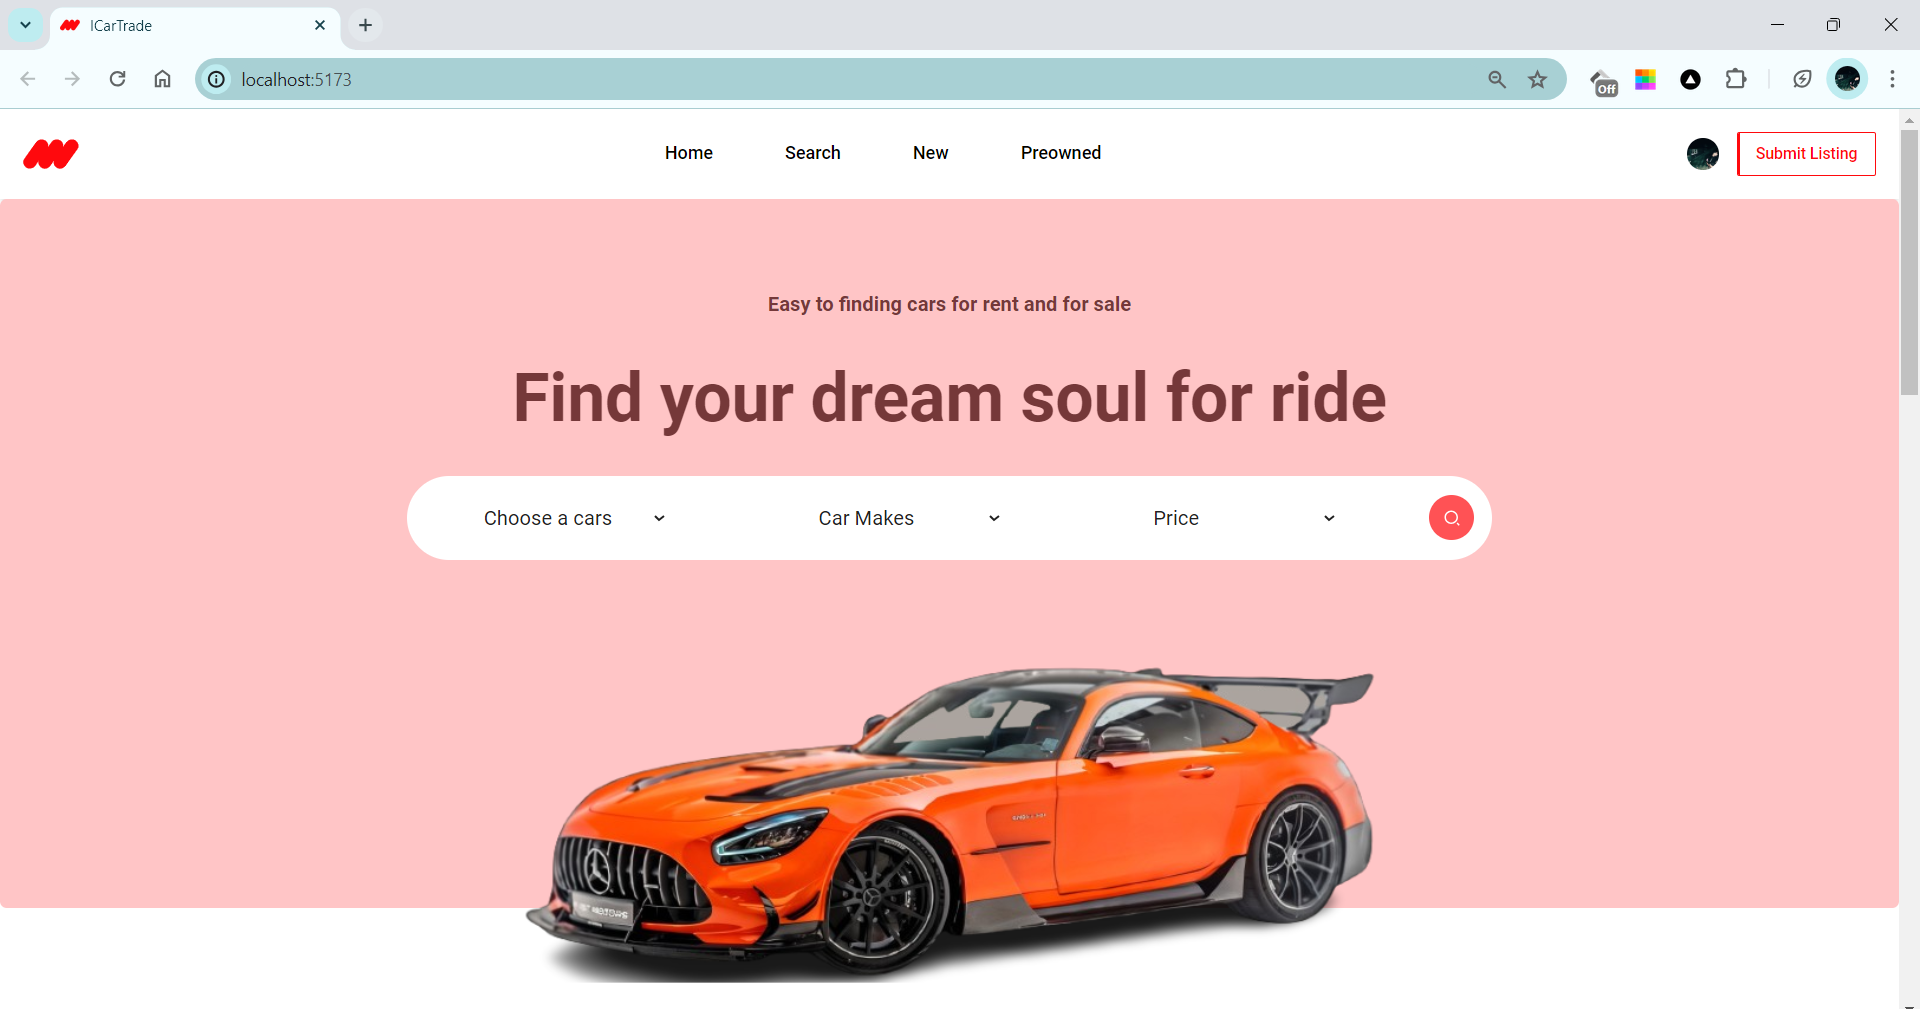 ICarTrade
localhost:5173
Off
Home
Search
New
Preowned
Submit Listing
Easy to finding cars for rent and for sale
Find your dream soul for ride
Choose a cars
Car Makes
Price